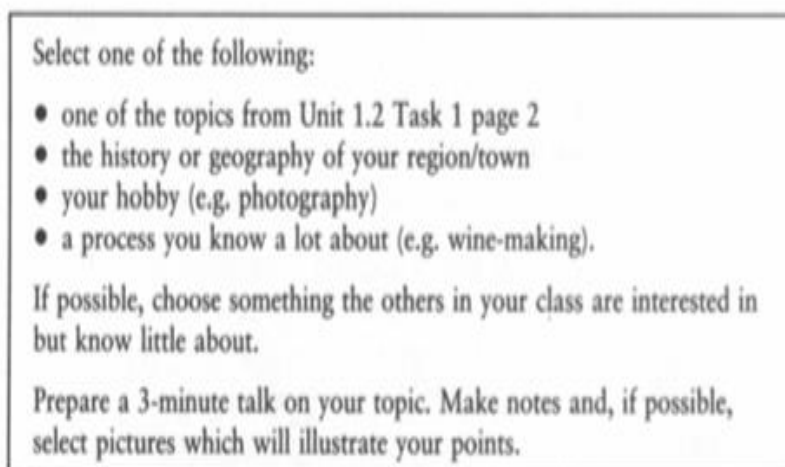 Select one of the following:
● one of the topics from Unit 1.2 Task 1 page 2
● the history or geography of your region/town
● your hobby (e.g. photography)
● a process you know a lot about (e.g. wine-making).
If possible, choose something the others in your class are interested in
but know little about.
Prepare a 3-minute talk on your topic. Make notes and, if possible,
select pictures which will illustrate your points.